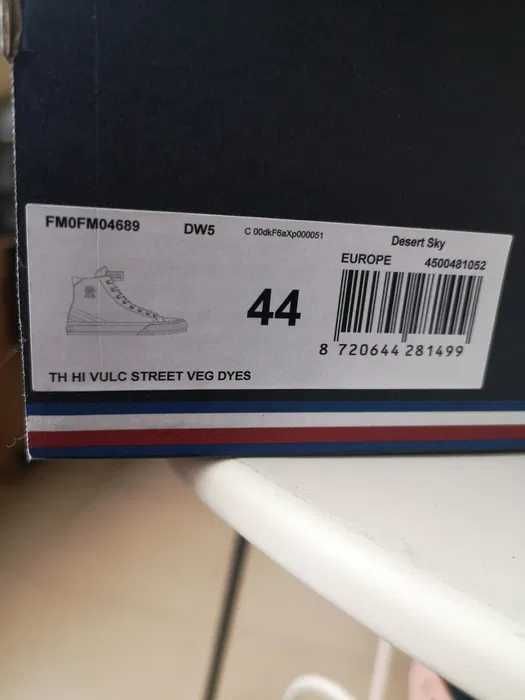 FM0FM04689 DW5 C 00dkF6aXp000051 Desert Sky
EUROPE 4500481052
44
8 720644 281499
TH HI VULC STREET VEG DYES